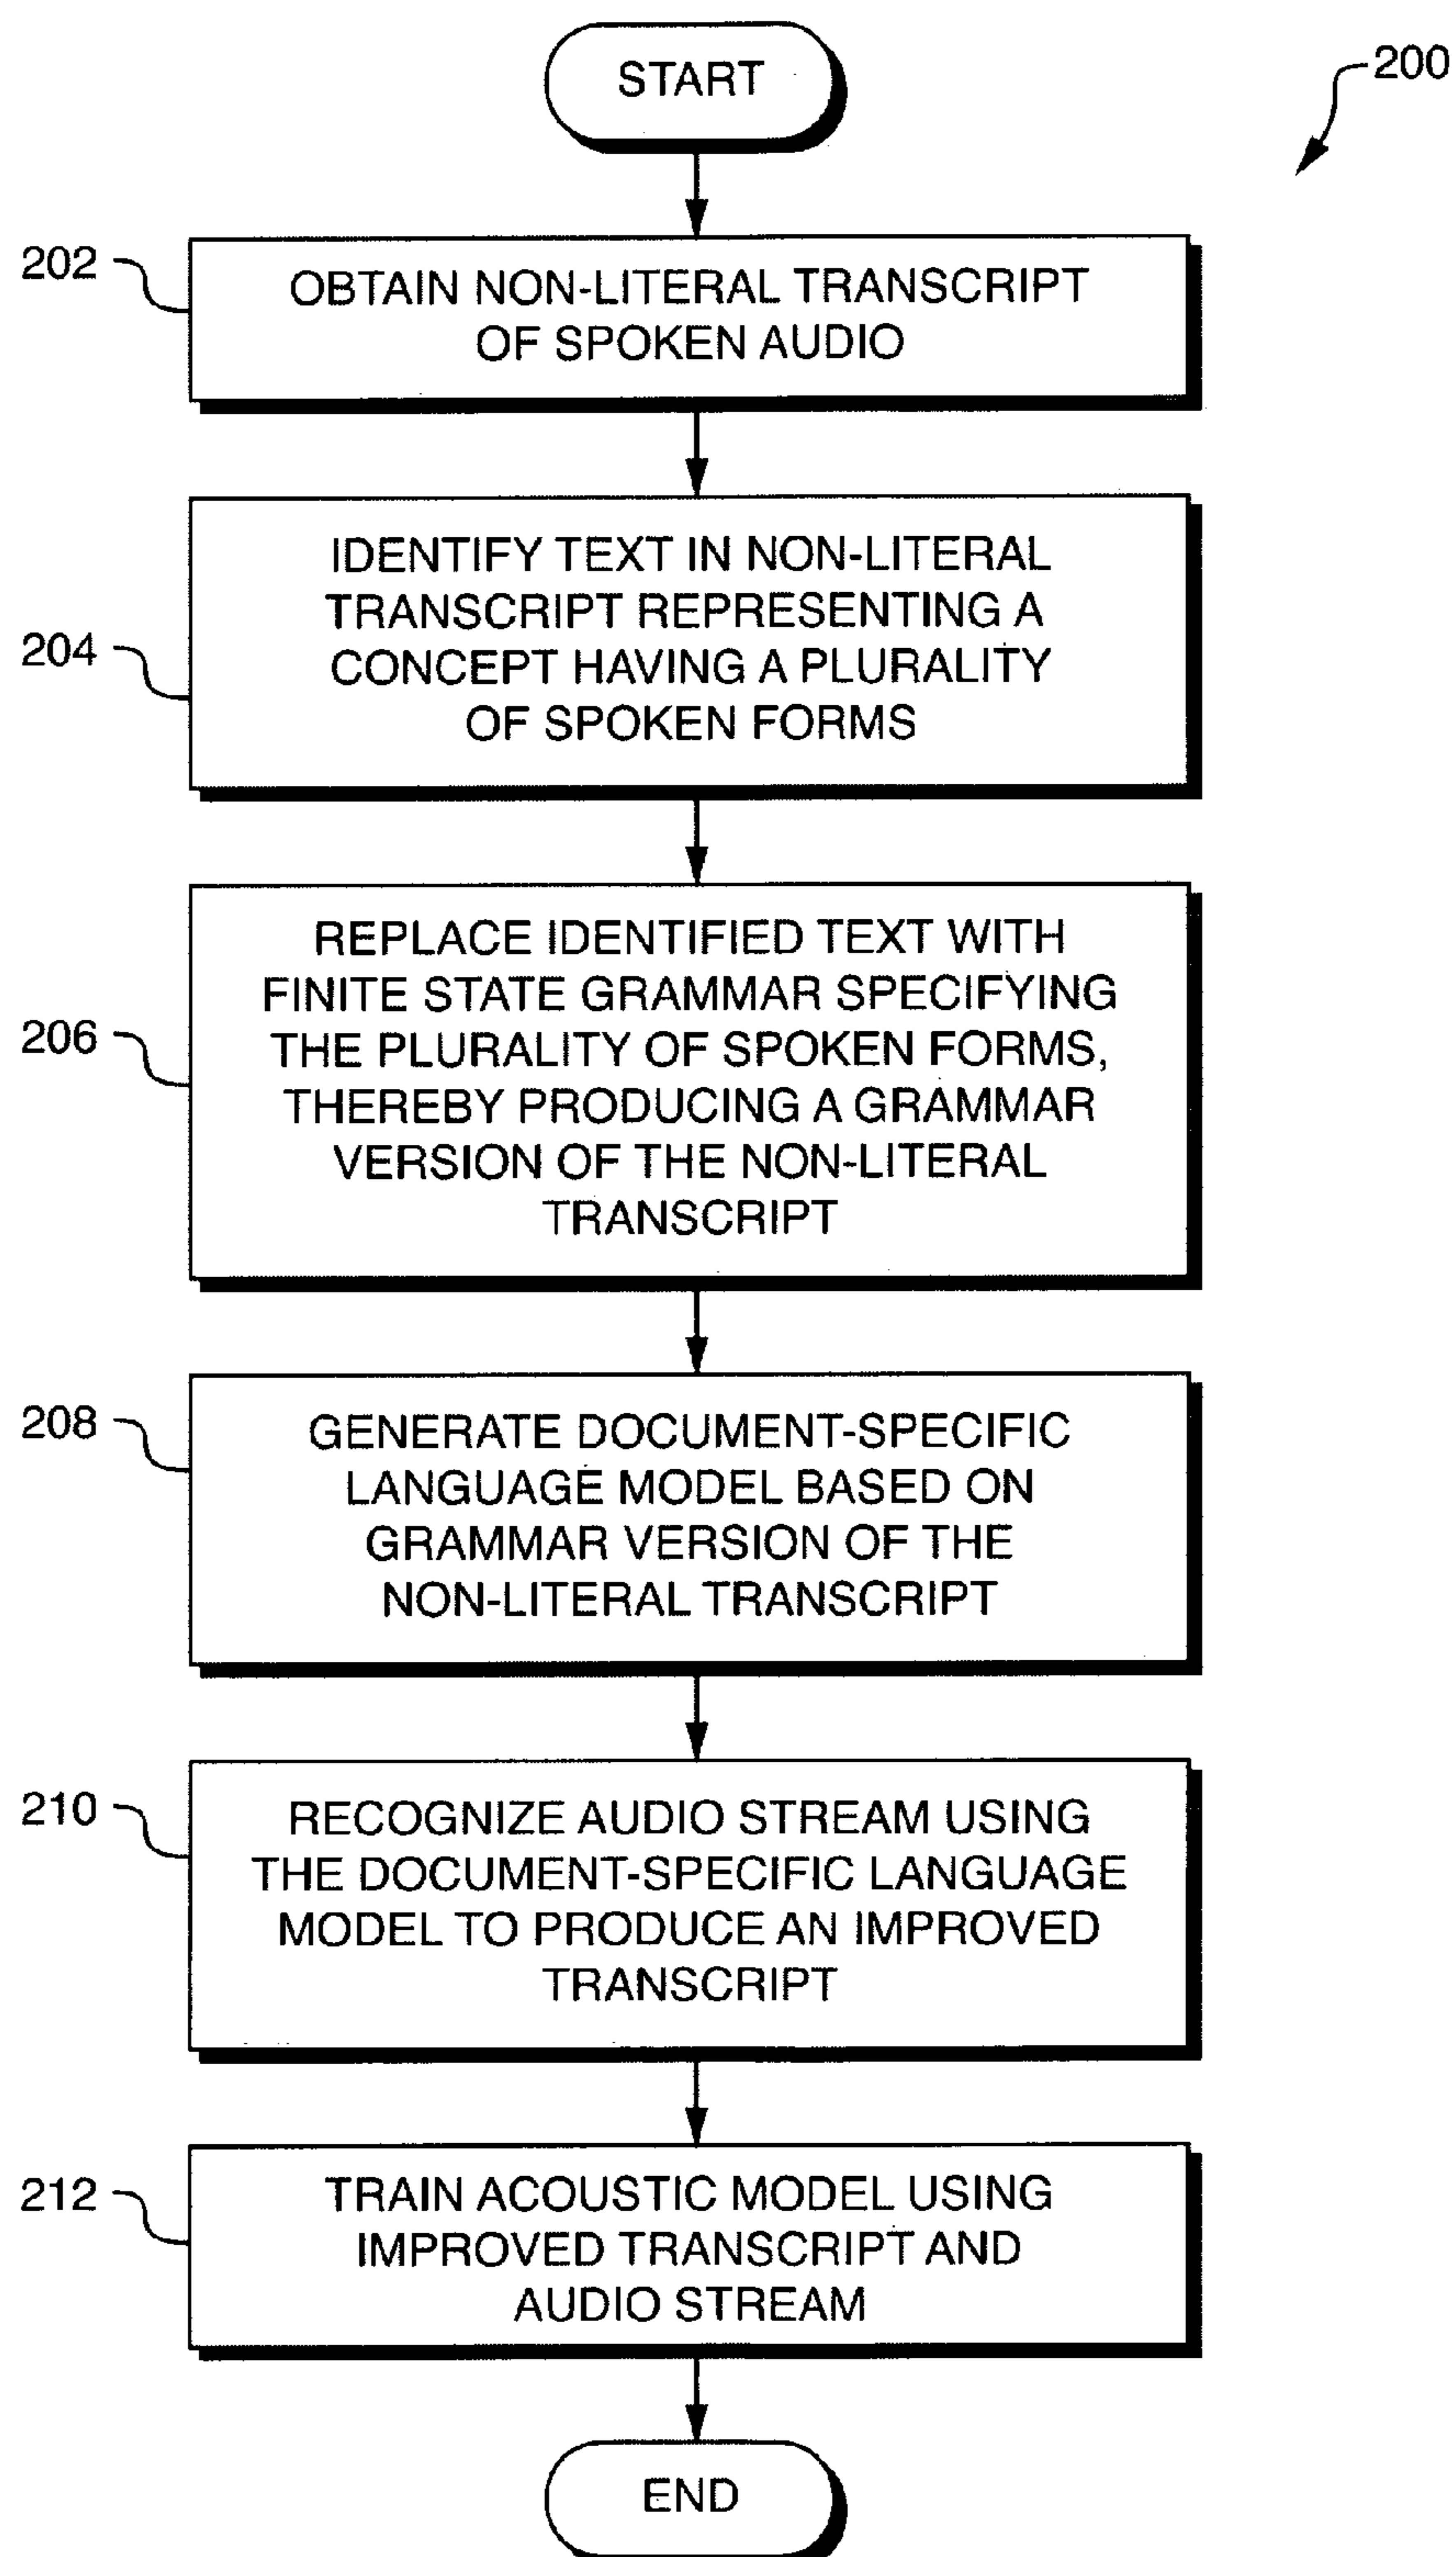 START
200
202
OBTAIN NON-LITERAL TRANSCRIPT
OF SPOKEN AUDIO
204
IDENTIFY TEXT IN NON-LITERAL
TRANSCRIPT REPRESENTING A
CONCEPT HAVING A PLURALITY
OF SPOKEN FORMS
206
REPLACE IDENTIFIED TEXT WITH
FINITE STATE GRAMMAR SPECIFYING
THE PLURALITY OF SPOKEN FORMS,
THEREBY PRODUCING A GRAMMAR
VERSION OF THE NON-LITERAL
TRANSCRIPT
208
GENERATE DOCUMENT-SPECIFIC
LANGUAGE MODEL BASED ON
GRAMMAR VERSION OF THE
NON-LITERAL TRANSCRIPT
210
RECOGNIZE AUDIO STREAM USING
THE DOCUMENT-SPECIFIC LANGUAGE
MODEL TO PRODUCE AN IMPROVED
TRANSCRIPT
212
TRAIN ACOUSTIC MODEL USING
IMPROVED TRANSCRIPT AND
AUDIO STREAM
END